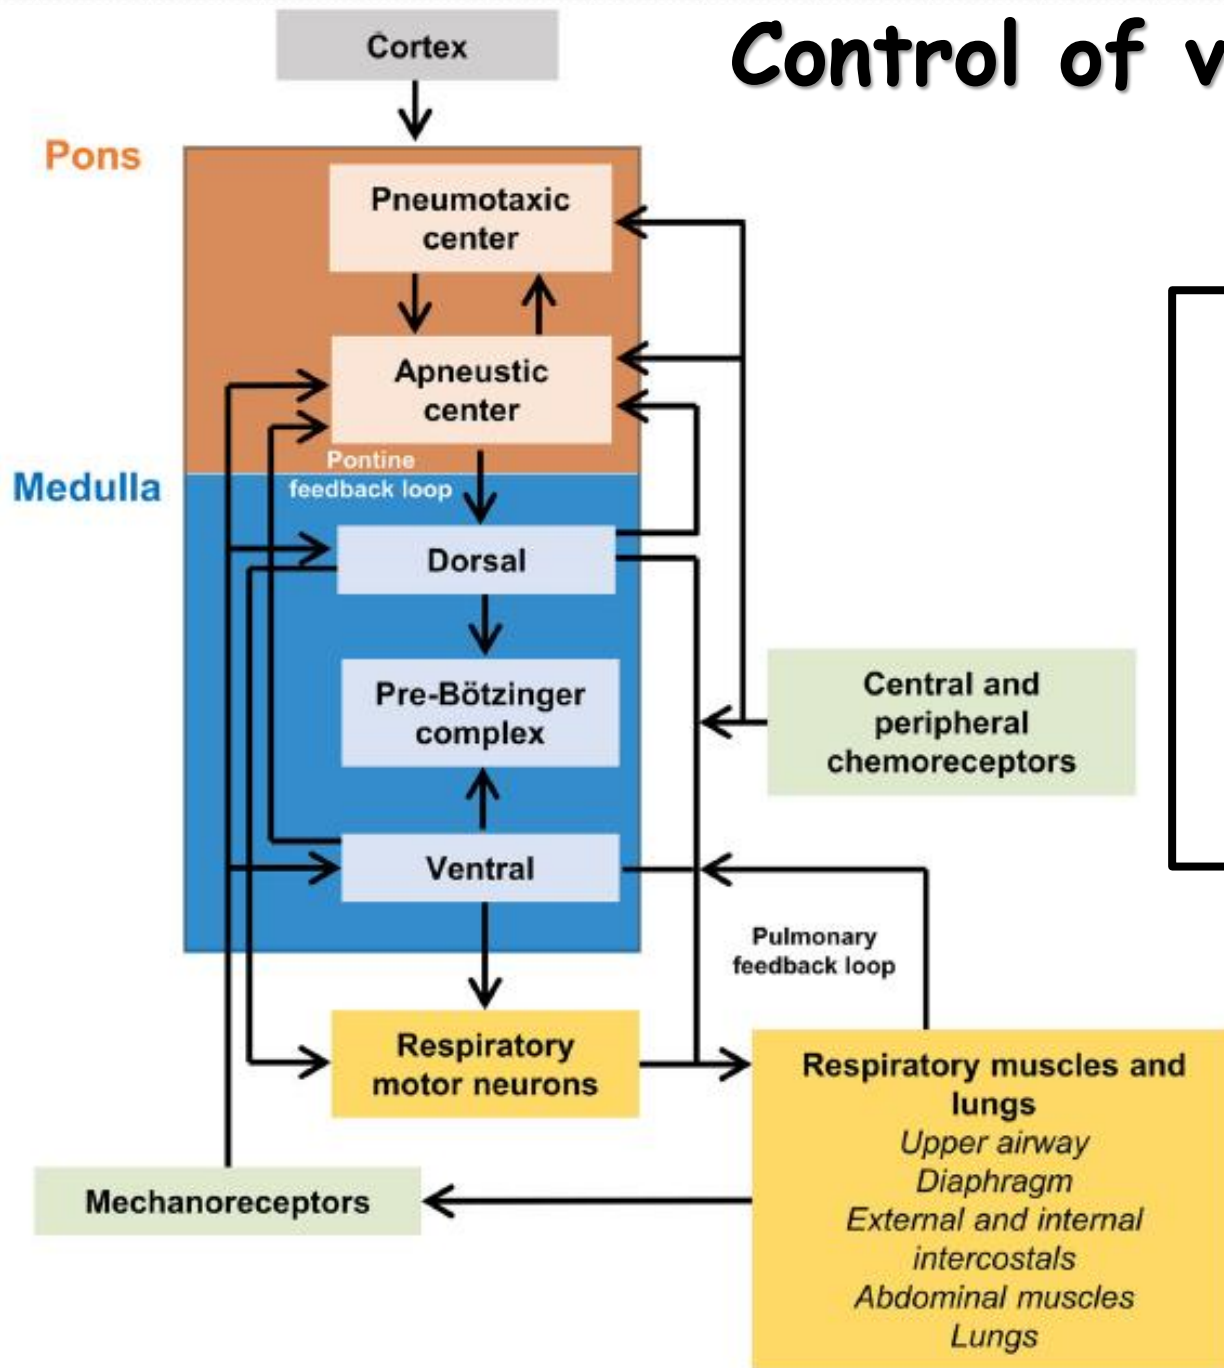 Control of v
Cortex
Pons
Pneumotaxic
center
Apneustic
center
Pontine
feedback loop
Medulla
Dorsal
Pre-Bötzinger
complex
Central and
peripheral
chemoreceptors
Ventral
Pulmonary
feedback loop
Respiratory
motor neurons
Respiratory muscles and
lungs
Upper airway
Diaphragm
External and internal
intercostals
Abdominal muscles
Lungs
Mechanoreceptors